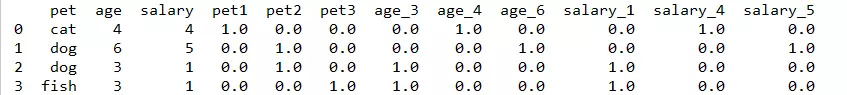 pet age salary pet1 pet2 pet3 age_3 age_4 age_6 salary_1 salary_4 salary_5
0 cat 4 4 1.0 0.0 0.0 0.0 1.0 0.0 0.0 1.0 0.0
1 dog 6 5 0.0 1.0 0.0 0.0 0.0 1.0 0.0 0.0 1.0
2 dog 3 1 0.0 1.0 0.0 1.0 0.0 0.0 1.0 0.0 0.0
3 fish 3 1 0.0 0.0 1.0 1.0 0.0 0.0 1.0 0.0 0.0